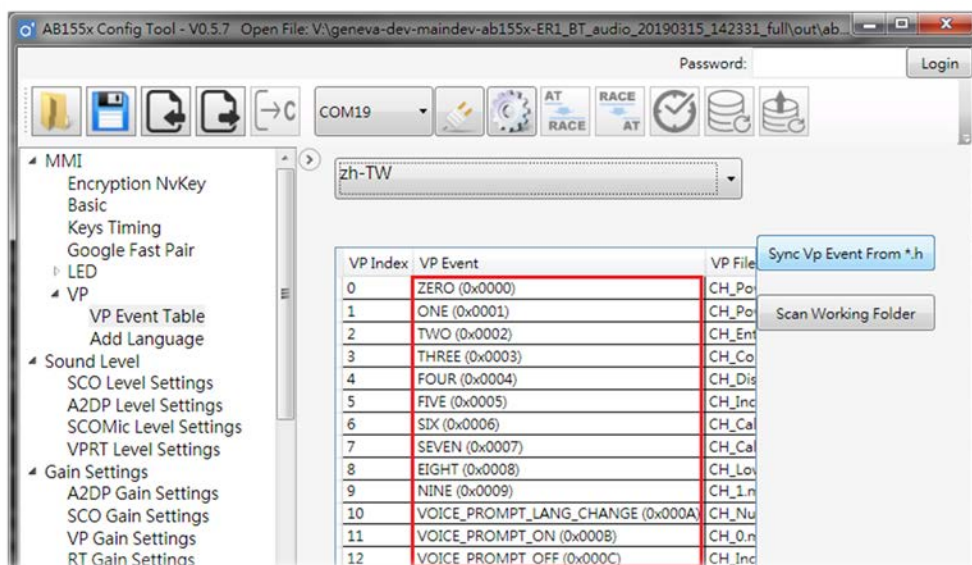 AB155x Config Tool - V0.5.7 Open File: V:\geneva-dev-maindev-ab155x-ER1_BT_audio_20190315_142331_full\out\ab...
Password:
Login
COM19
AT
RACE
RACE
AT
MMI
Encryption NvKey
Basic
Keys Timing
Google Fast Pair
LED
VP
VP Event Table
Add Language
Sound Level
SCO Level Settings
A2DP Level Settings
SCOMic Level Settings
VPRT Level Settings
Gain Settings
A2DP Gain Settings
SCO Gain Settings
VP Gain Settings
RT Gain Settings
zh-TW
VP Index VP Event VP File
0 ZERO (0x0000) CH_Po
1 ONE (0x0001) CH_Po
2 TWO (0x0002) CH_Ent
3 THREE (0x0003) CH_Co
4 FOUR (0x0004) CH_Dis
5 FIVE (0x0005) CH_Inc
6 SIX (0x0006) CH_Cal
7 SEVEN (0x0007) CH_Cal
8 EIGHT (0x0008) CH_Lo
9 NINE (0x0009) CH_1.n
10 VOICE_PROMPT_LANG_CHANGE (0x000A) CH_Nu
11 VOICE_PROMPT_ON (0x000B) CH_0.n
12 VOICE_PROMPT_OFF (0x000C) CH_Inc
Sync Vp Event From *.h
Scan Working Folder